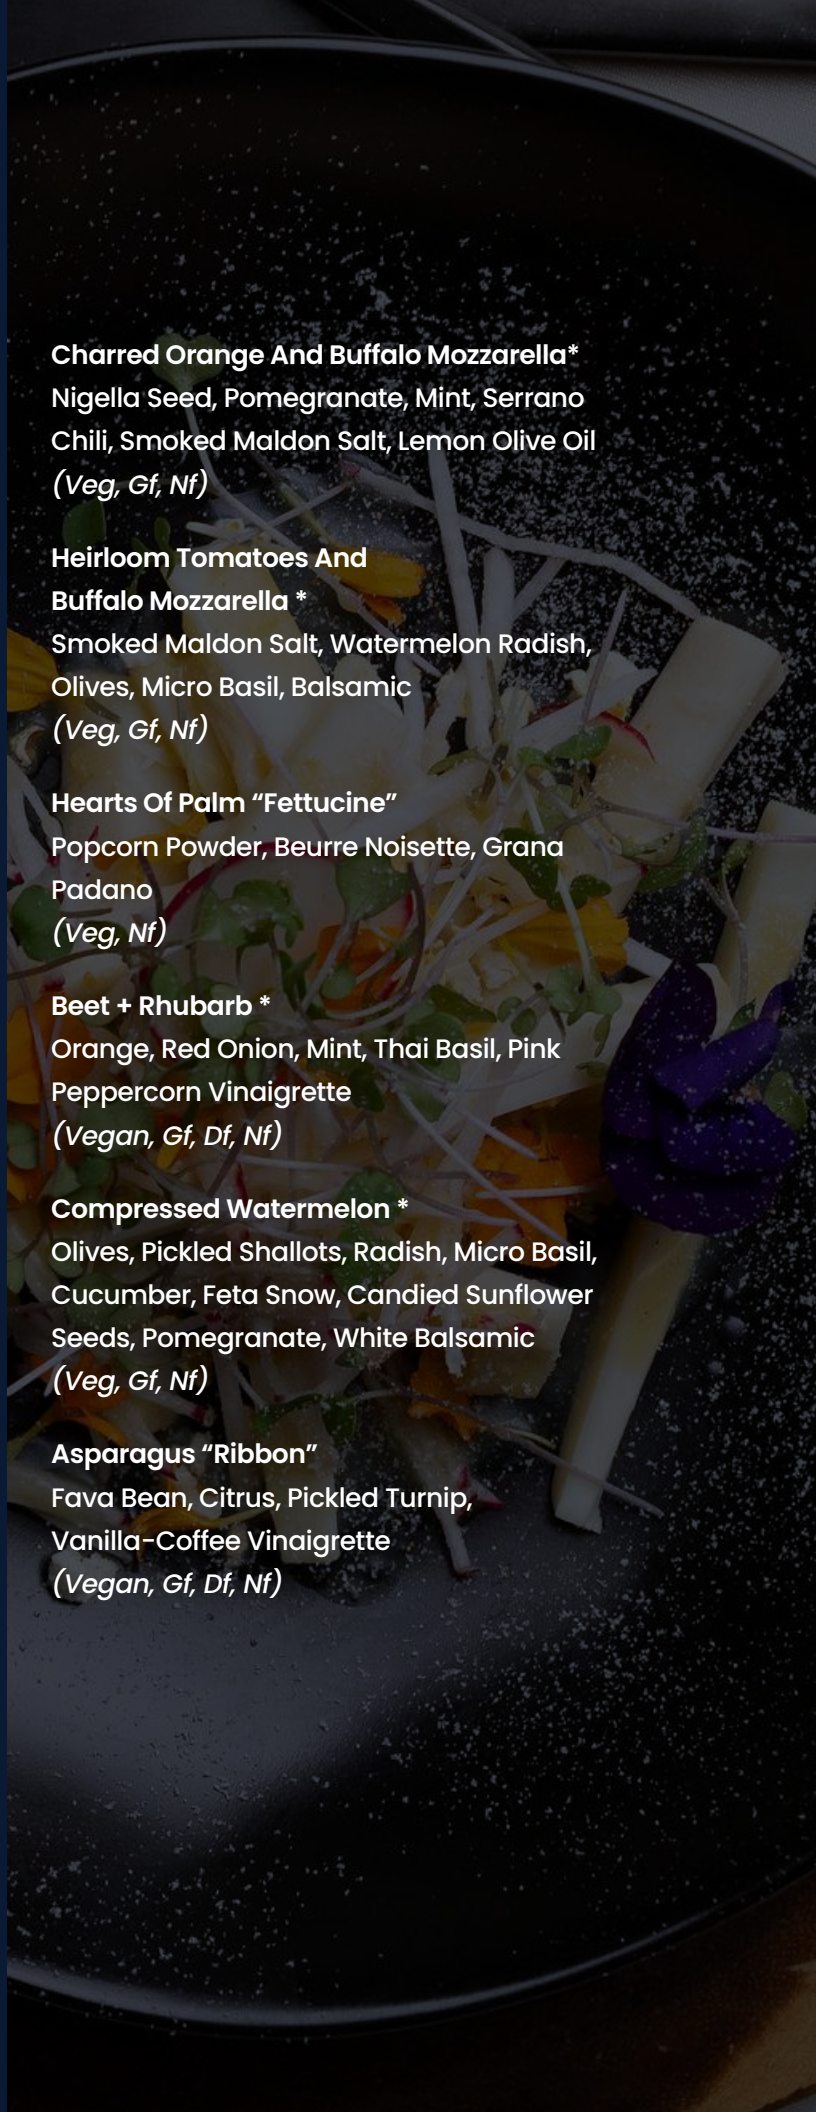 Charred Orange And Buffalo Mozzarella*
Nigella Seed, Pomegranate, Mint, Serrano
Chili, Smoked Maldon Salt, Lemon Olive Oil
(Veg, Gf, Nf)
Heirloom Tomatoes And
Buffalo Mozzarella *
Smoked Maldon Salt, Watermelon Radish,
Olives, Micro Basil, Balsamic
(Veg, Gf, Nf)
Hearts Of Palm “Fettucine”
Popcorn Powder, Beurre Noisette, Grana
Padano
(Veg, Nf)
Beet + Rhubarb *
Orange, Red Onion, Mint, Thai Basil, Pink
Peppercorn Vinaigrette
(Vegan, Gf, Df, Nf)
Compressed Watermelon *
Olives, Pickled Shallots, Radish, Micro Basil,
Cucumber, Feta Snow, Candied Sunflower
Seeds, Pomegranate, White Balsamic
(Veg, Gf, Nf)
Asparagus “Ribbon”
Fava Bean, Citrus, Pickled Turnip,
Vanilla-Coffee Vinaigrette
(Vegan, Gf, Df, Nf)